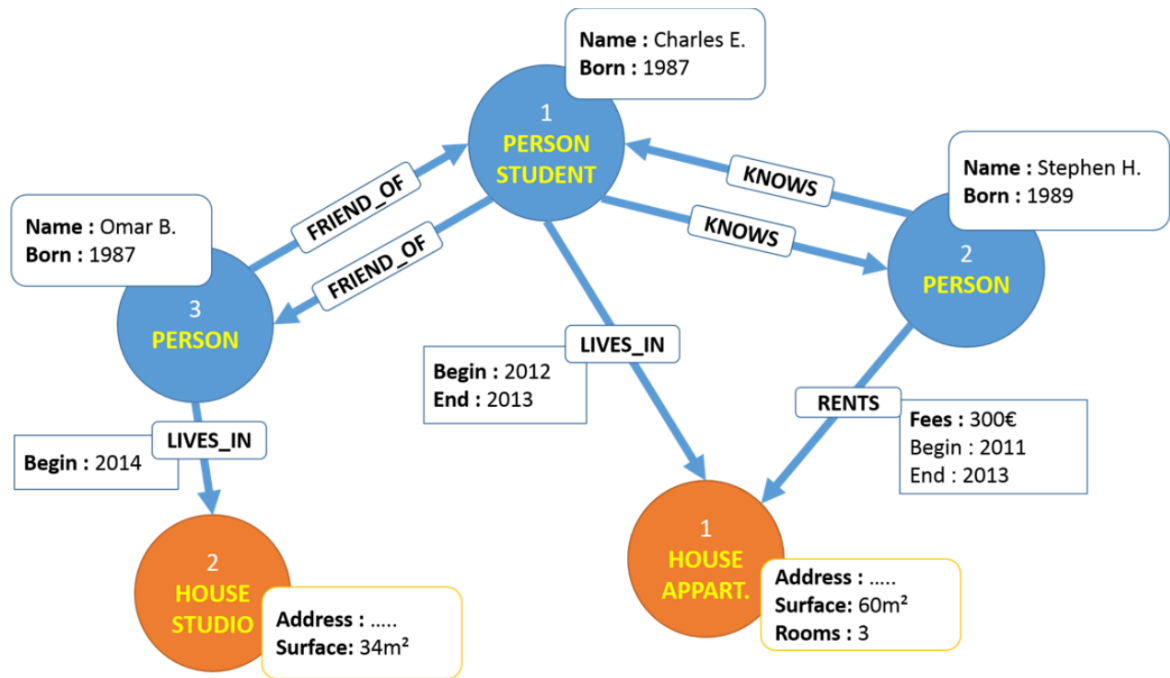 Name : Charles E.
Born : 1987
1
PERSON
STUDENT
KNOWS
Name : Stephen H.
Born : 1989
FRIEND_OF
KNOWS
Name : Omar B.
Born : 1987
FRIEND_OF
2
PERSON
3
PERSON
LIVES_IN
Begin : 2012
End : 2013
RENTS
Fees : 300€
Begin : 2011
End : 2013
LIVES_IN
Begin : 2014
1
HOUSE
APPART.
Address : .....
Surface: 60m²
Rooms : 3
2
HOUSE
STUDIO
Address : .....
Surface: 34m²